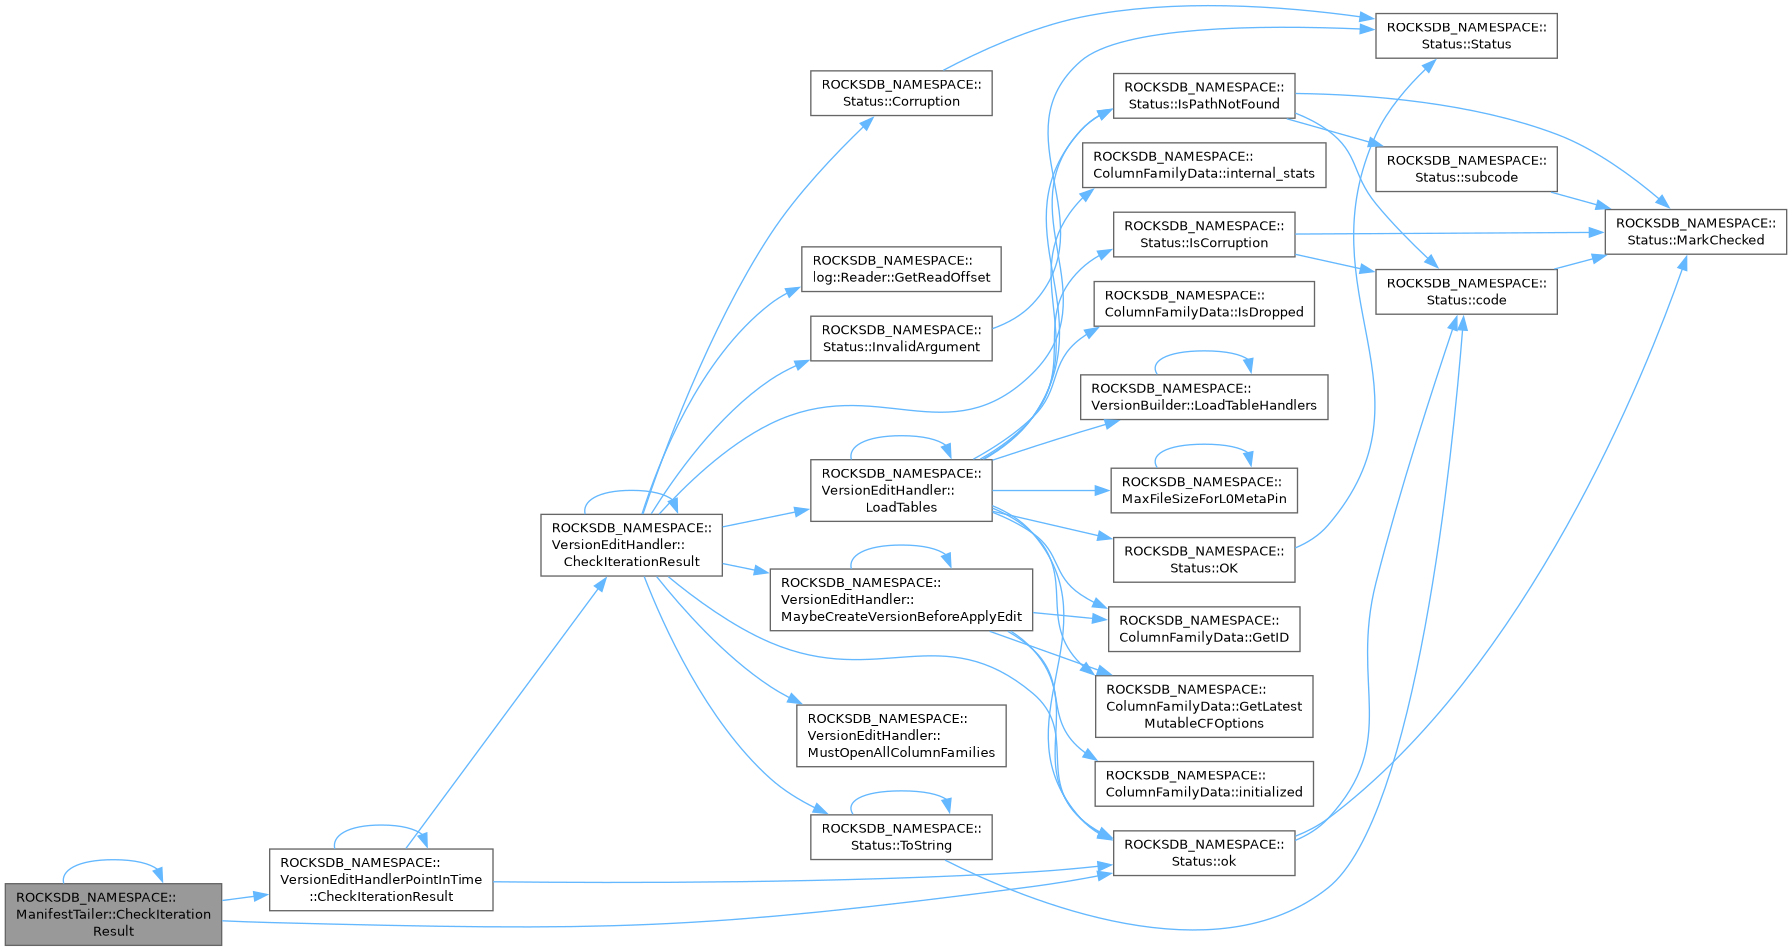 ROCKSDB_NAMESPACE::
ManifestTailer::CheckIteration
Result
ROCKSDB_NAMESPACE::
VersionEditHandlerPointInTime
::CheckIterationResult
ROCKSDB_NAMESPACE::
VersionEditHandler::
CheckIterationResult
ROCKSDB_NAMESPACE::
Status::Corruption
ROCKSDB_NAMESPACE::
log::Reader::GetReadOffset
ROCKSDB_NAMESPACE::
Status::InvalidArgument
ROCKSDB_NAMESPACE::
VersionEditHandler::
LoadTables
ROCKSDB_NAMESPACE::
VersionEditHandler::
MaybeCreateVersionBeforeApplyEdit
ROCKSDB_NAMESPACE::
VersionEditHandler::
MustOpenAllColumnFamilies
ROCKSDB_NAMESPACE::
Status::ToString
ROCKSDB_NAMESPACE::
Status::IsPathNotFound
ROCKSDB_NAMESPACE::
ColumnFamilyData::internal_stats
ROCKSDB_NAMESPACE::
Status::IsCorruption
ROCKSDB_NAMESPACE::
ColumnFamilyData::IsDropped
ROCKSDB_NAMESPACE::
VersionBuilder::LoadTableHandlers
ROCKSDB_NAMESPACE::
MaxFileSizeForL0MetaPin
ROCKSDB_NAMESPACE::
Status::OK
ROCKSDB_NAMESPACE::
ColumnFamilyData::GetID
ROCKSDB_NAMESPACE::
ColumnFamilyData::GetLatest
MutableCFOptions
ROCKSDB_NAMESPACE::
ColumnFamilyData::initialized
ROCKSDB_NAMESPACE::
Status::ok
ROCKSDB_NAMESPACE::
Status::Status
ROCKSDB_NAMESPACE::
Status::subcode
ROCKSDB_NAMESPACE::
Status::code
ROCKSDB_NAMESPACE::
Status::MarkChecked